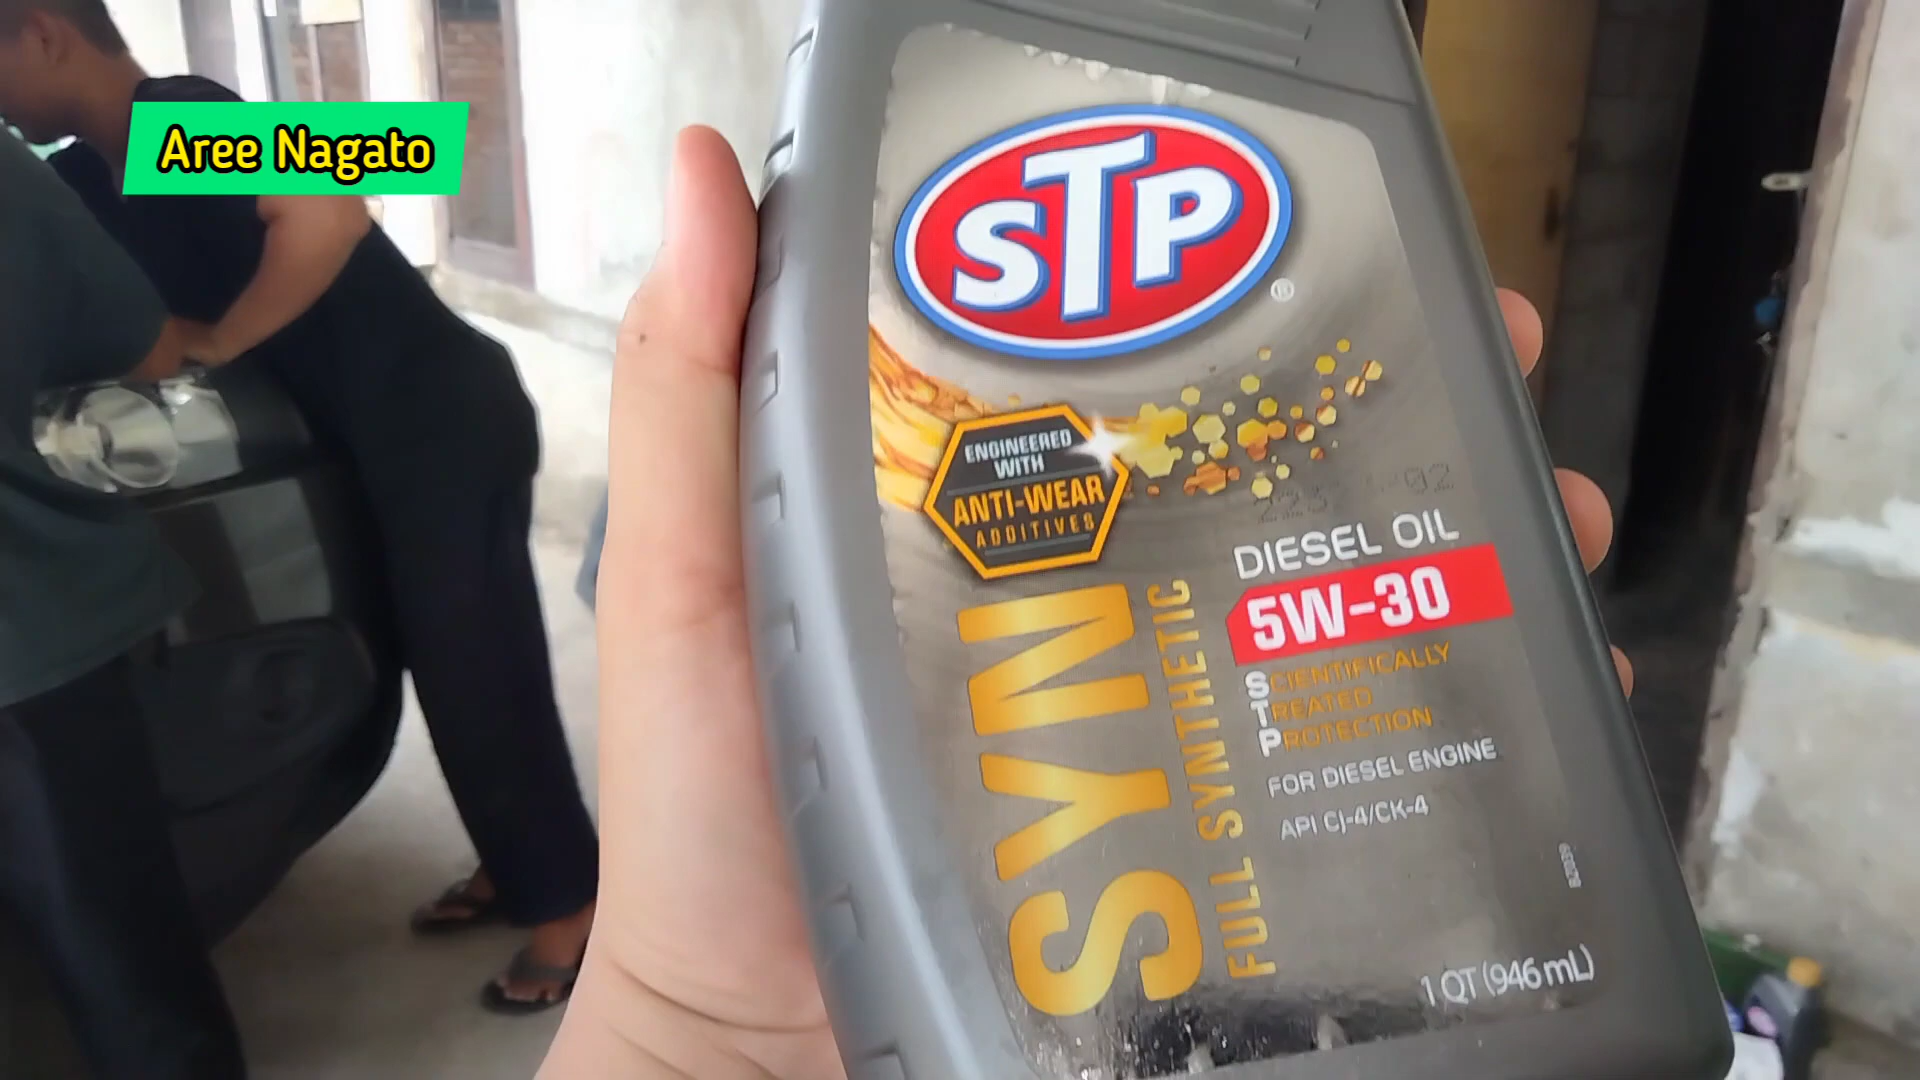 Aree Nagato
STP
®
ENGINEERED
WITH
ANTI-WEAR
ADDITIVES
DIESEL OIL
5W-30
SCIENTIFICALLY
TREATED
PROTECTION
FOR DIESEL ENGINE
API CJ-4/CK-4
SYN
FULL SYNTHETIC
1 QT (946 mL)